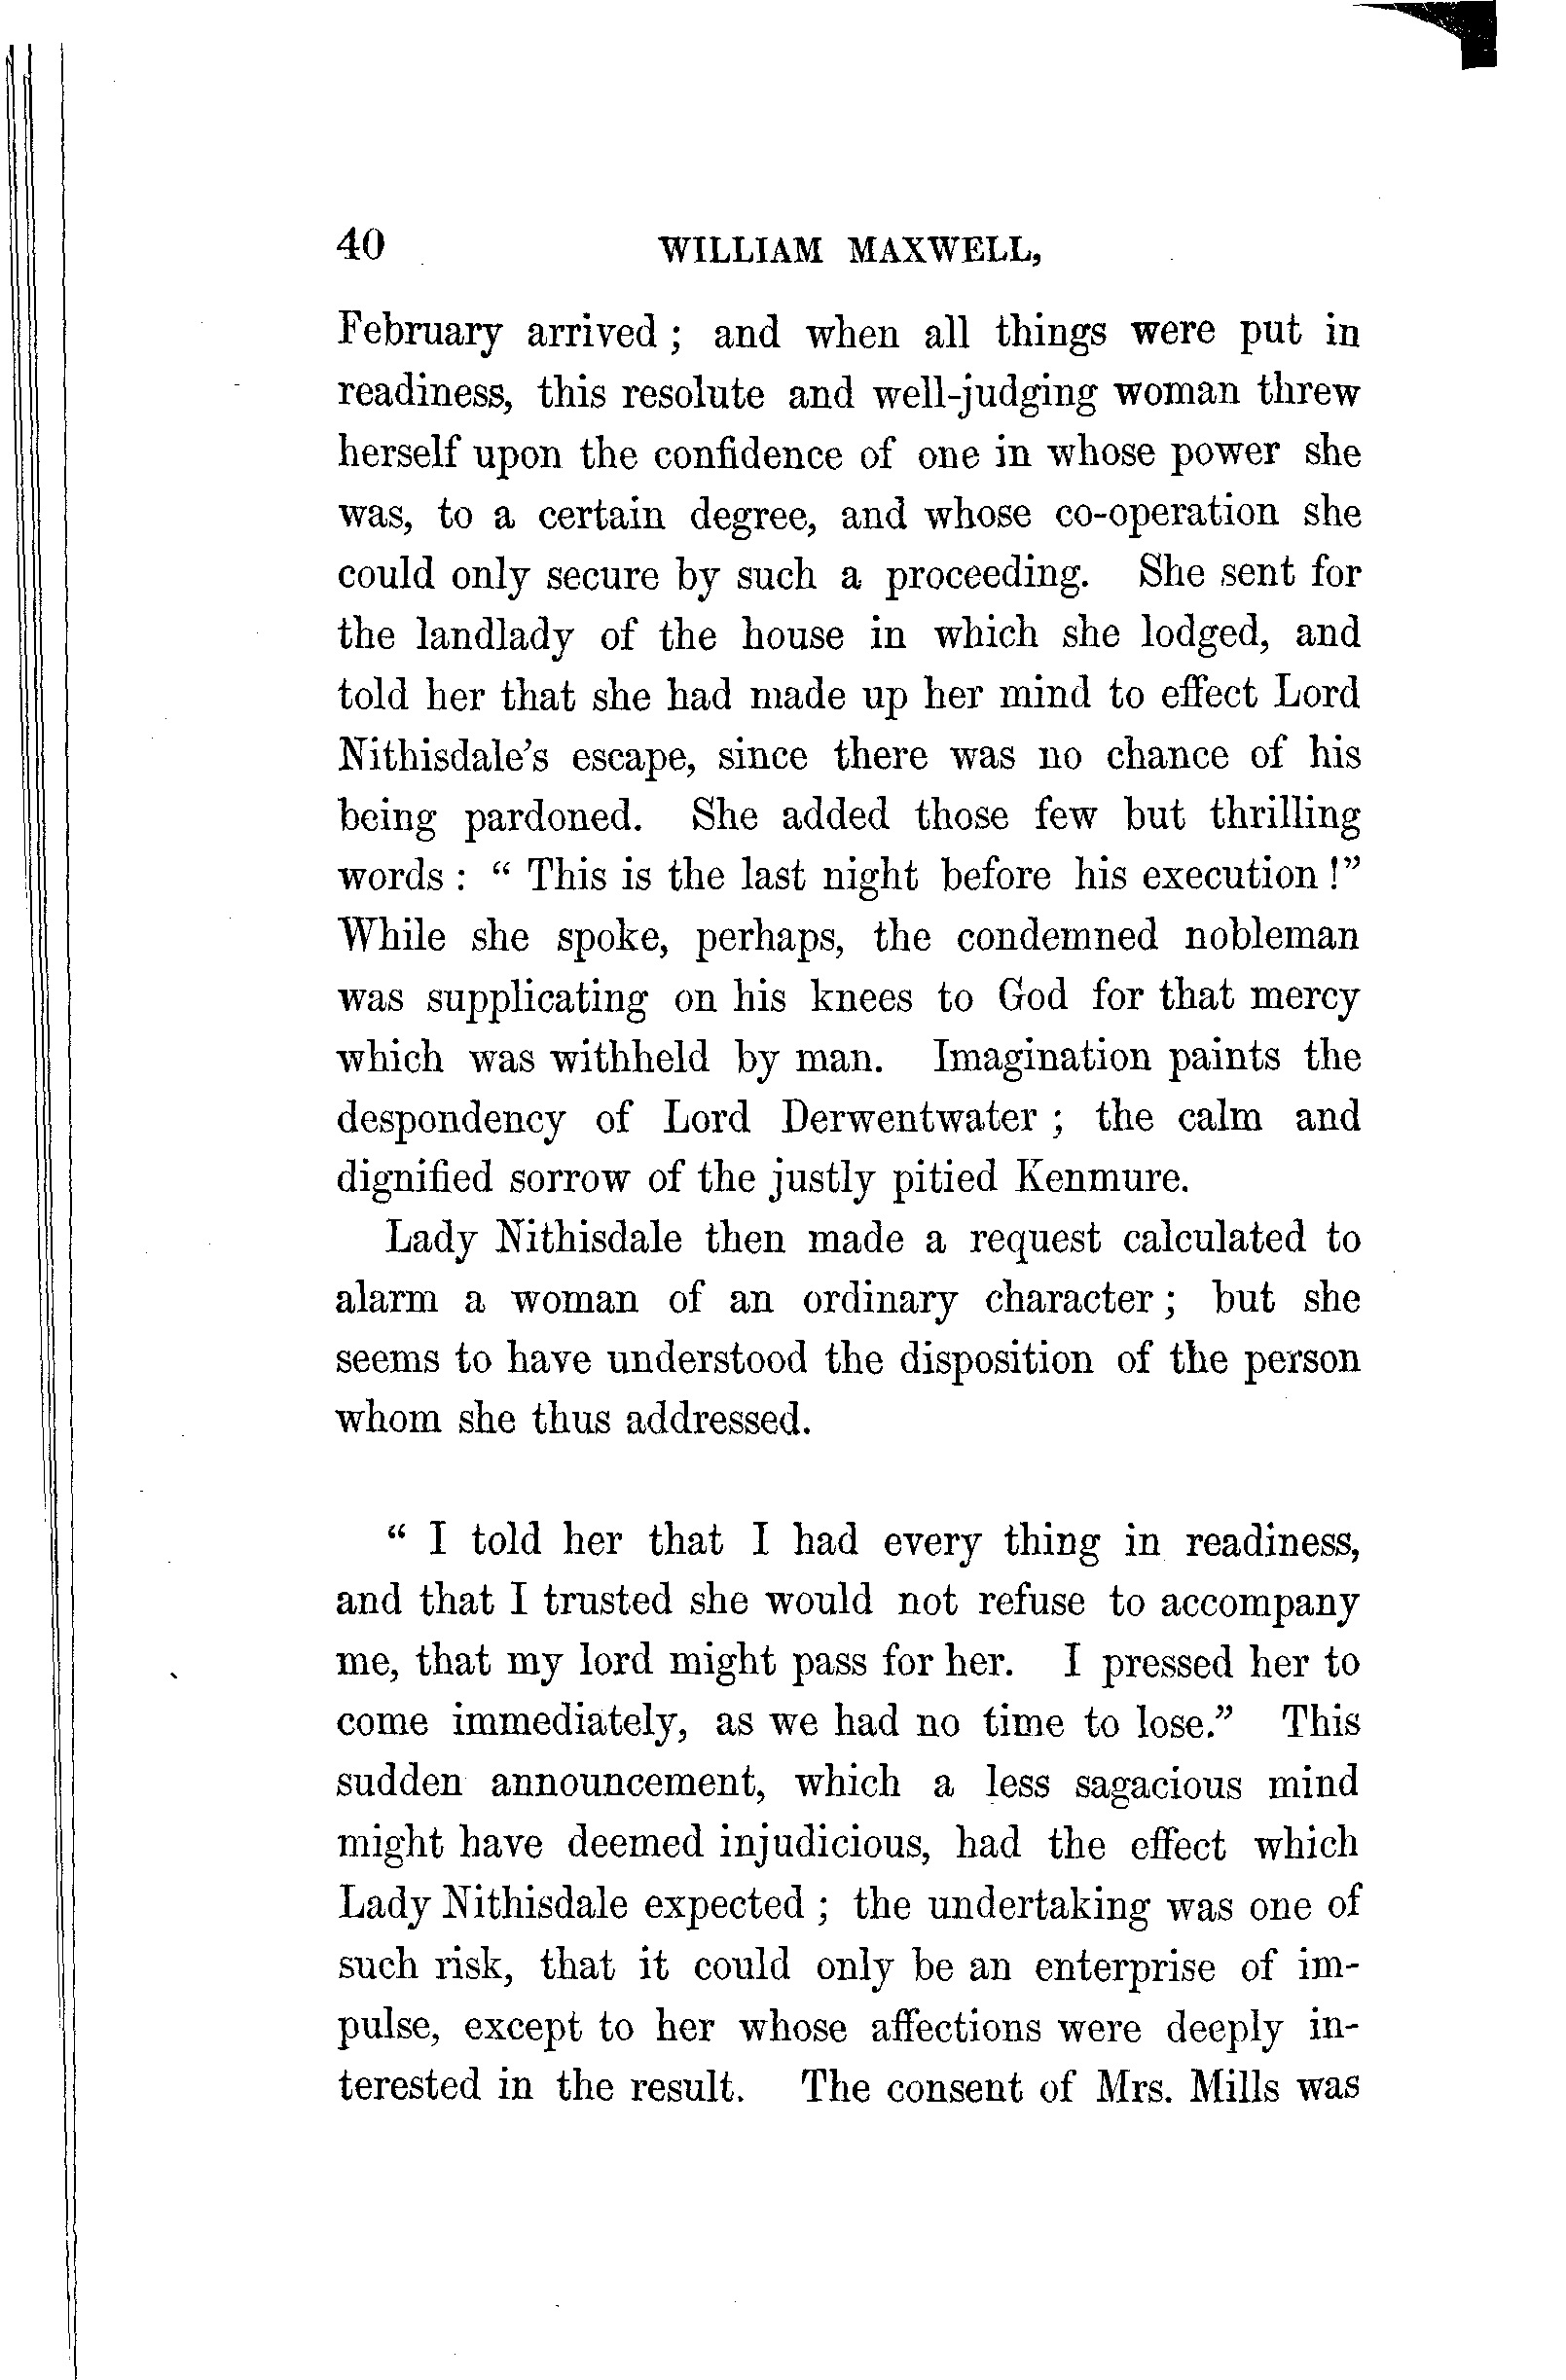 40 WILLIAM MAXWELL,
February arrived ; and when all things were put in
readiness, this resolute and well-judging woman threw
herself upon the confidence of one in whose power she
was, to a certain degree, and whose co-operation she
could only secure by such a proceeding. She sent for
the landlady of the house in which she lodged, and
told her that she had made up her mind to effect Lord
Nithisdale's escape, since there was no chance of his
being pardoned. She added those few but thrilling
words : " This is the last night before his execution !"
While she spoke, perhaps, the condemned nobleman
was supplicating on his knees to God for that mercy
which was withheld by man. Imagination paints the
despondency of Lord Derwentwater ; the calm and
dignified sorrow of the justly pitied Kenmure.
Lady Nithisdale then made a request calculated to
alarm a woman of an ordinary character ; but she
seems to have understood the disposition of the person
whom she thus addressed.
" I told her that I had every thing in readiness,
and that I trusted she would not refuse to accompany
me, that my lord might pass for her. I pressed her to
come immediately, as we had no time to lose." This
sudden announcement, which a less sagacious mind
might have deemed injudicious, had the effect which
Lady Nithisdale expected ; the undertaking was one of
such risk, that it could only be an enterprise of im-
pulse, except to her whose affections were deeply in-
terested in the result. The consent of Mrs. Mills was